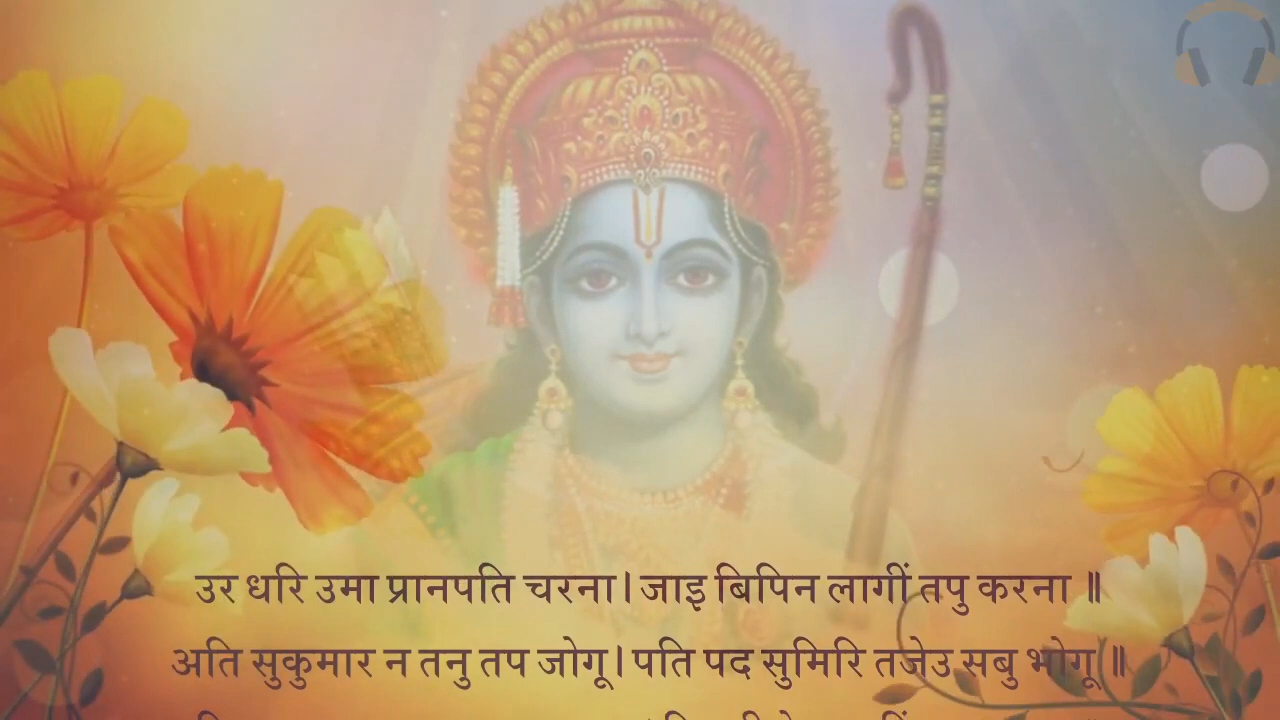 उर धरि उमा प्रानपति चरना। जाइ बिपिन लागीं तपु करना ॥
अति सुकुमार न तनु तप जोगू। पति पद सुमिरि तजेउ सबु भोगू ॥